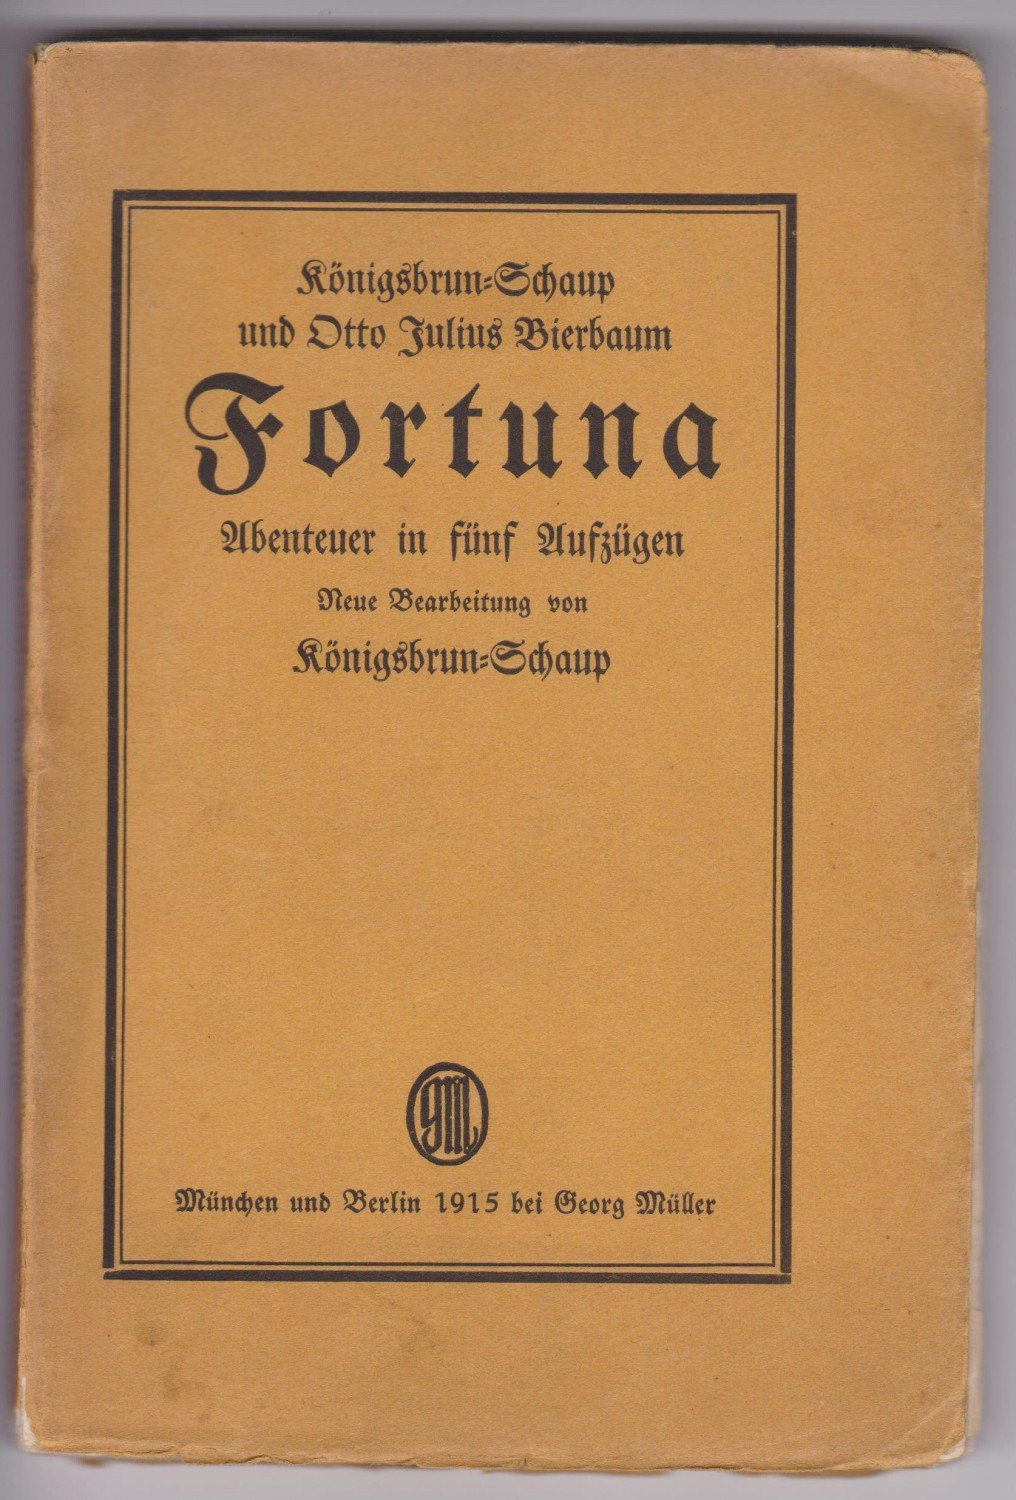 Königsbrun-Schaup
und Otto Julius Bierbaum
Fortuna
Abenteuer in fünf Aufzügen
Neue Bearbeitung von
Königsbrun-Schaup
GM
München und Berlin 1915 bei Georg Müller